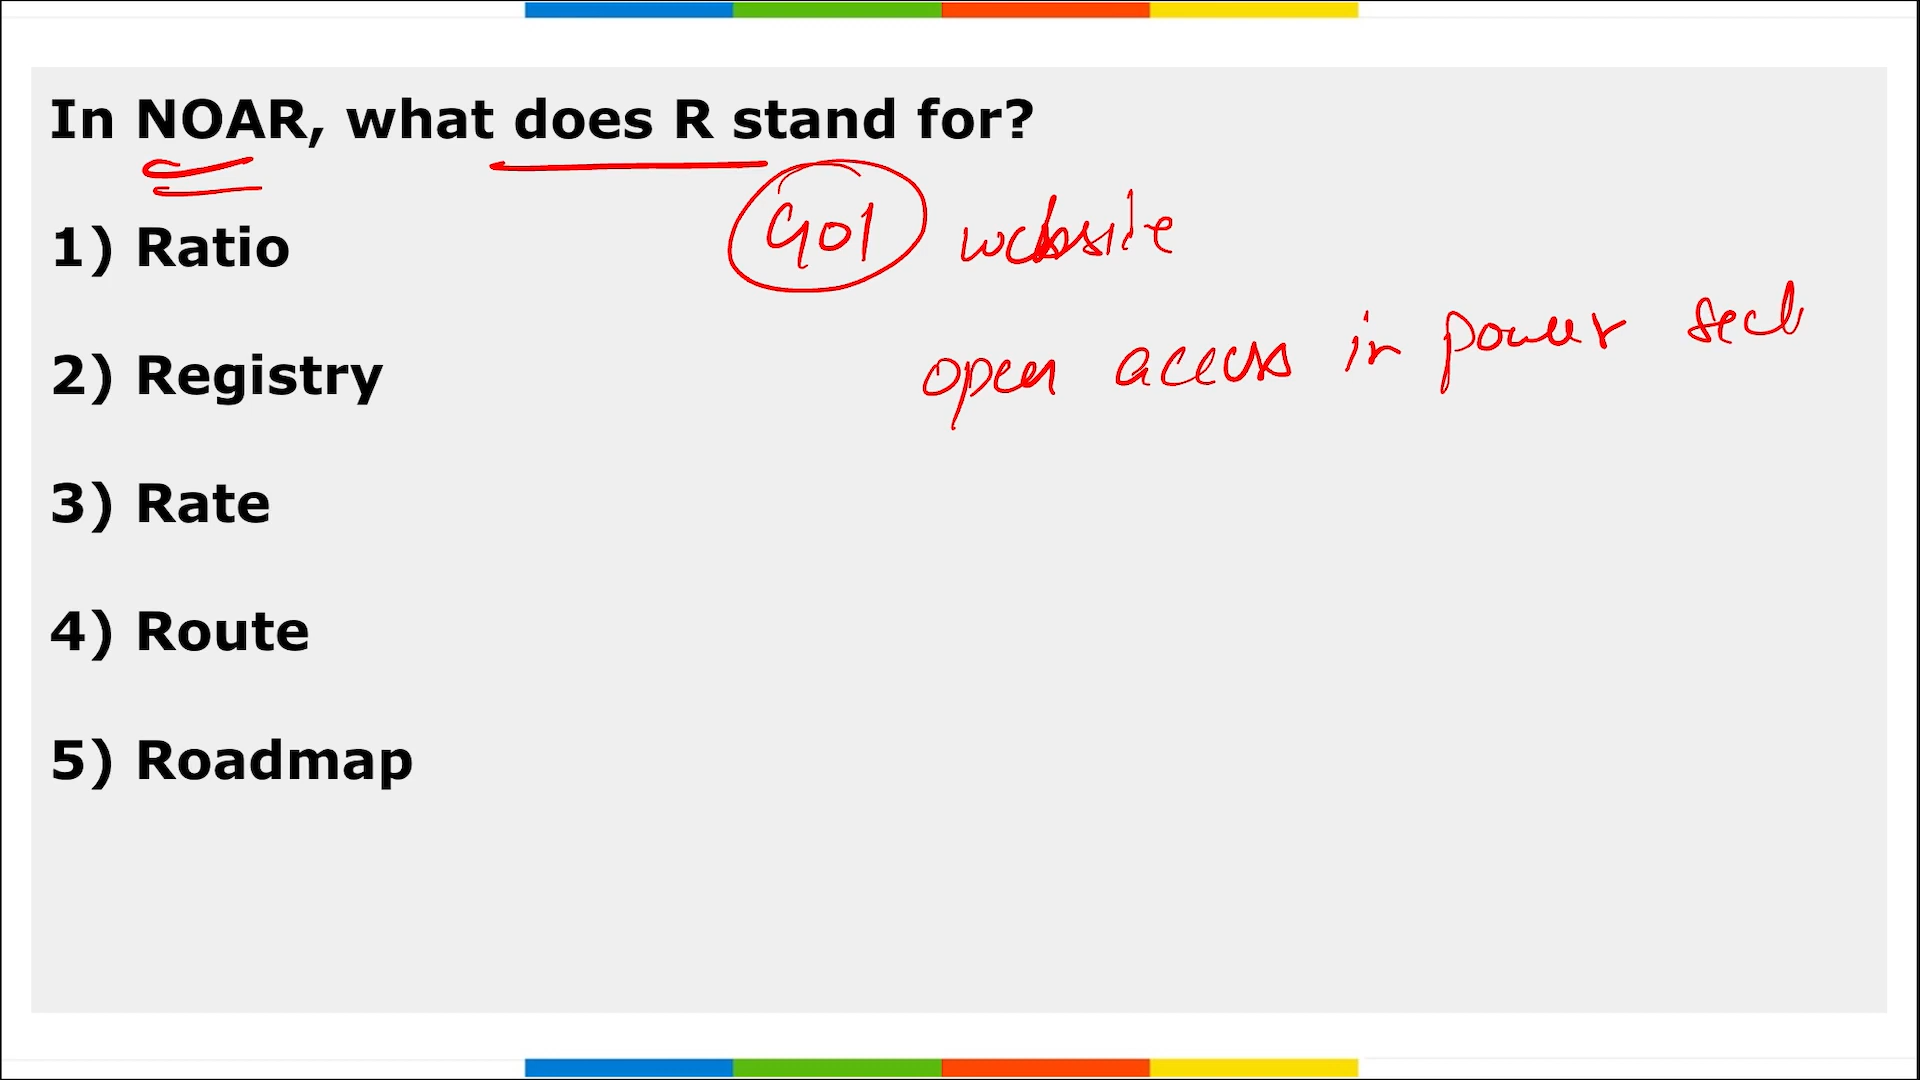 In NOAR, what does R stand for?
GOI website
1) Ratio
open access in power sect
2) Registry
3) Rate
4) Route
5) Roadmap